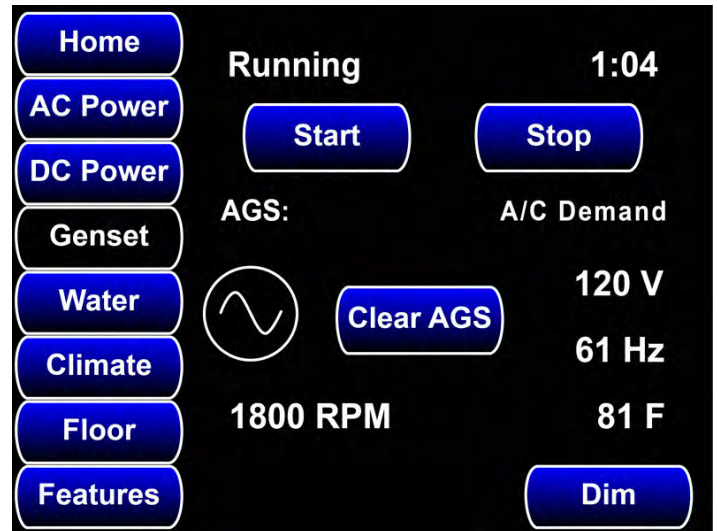 Home
AC Power
DC Power
Genset
Water
Climate
Floor
Features
Running 1:04
Start Stop
AGS: A/C Demand
120 V
Clear AGS
61 Hz
1800 RPM 81 F
Dim